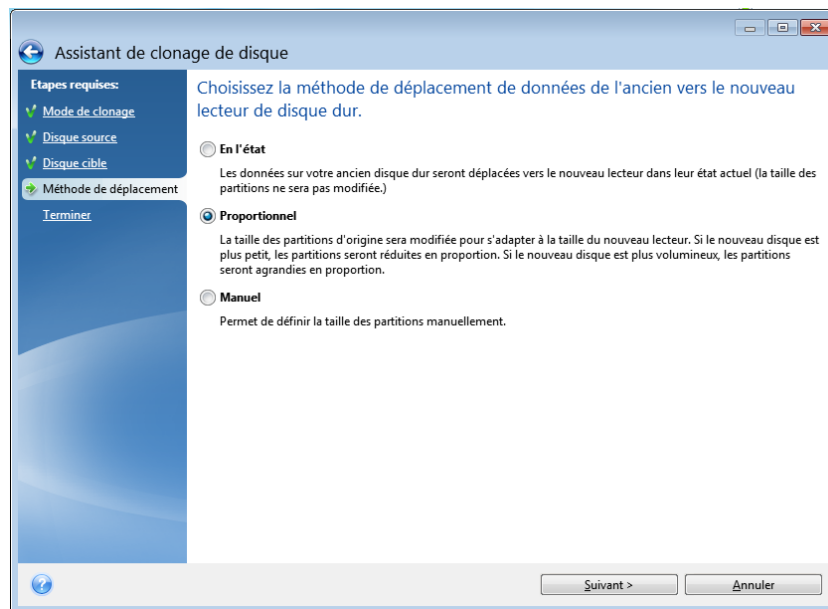 Assistant de clonage de disque
Etapes requises:
Mode de clonage
Disque source
Disque cible
Méthode de déplacement
Terminer
Choisissez la méthode de déplacement de données de l'ancien vers le nouveau
lecteur de disque dur.
En l'état
Les données sur votre ancien disque dur seront déplacées vers le nouveau lecteur dans leur état actuel (la taille des
partitions ne sera pas modifiée.)
Proportionnel
La taille des partitions d'origine sera modifiée pour s'adapter à la taille du nouveau lecteur. Si le nouveau disque est
plus petit, les partitions seront réduites en proportion. Si le nouveau disque est plus volumineux, les partitions
seront agrandies en proportion.
Manuel
Permet de définir la taille des partitions manuellement.
Suivant >
Annuler